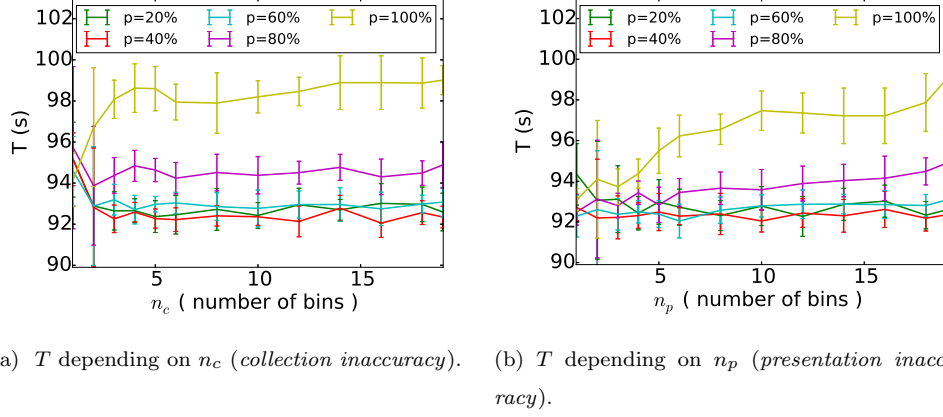 102
100
98
96
94
92
90
T (s)
p=20% p=60% p=100%
p=40% p=80%
5 10 15
n_c ( number of bins )
102
100
98
96
94
92
90
T (s)
p=20% p=60% p=100%
p=40% p=80%
5 10 15
n_p ( number of bins )
a) T depending on n_c (collection inaccuracy).
(b) T depending on n_p (presentation inacc
racy).